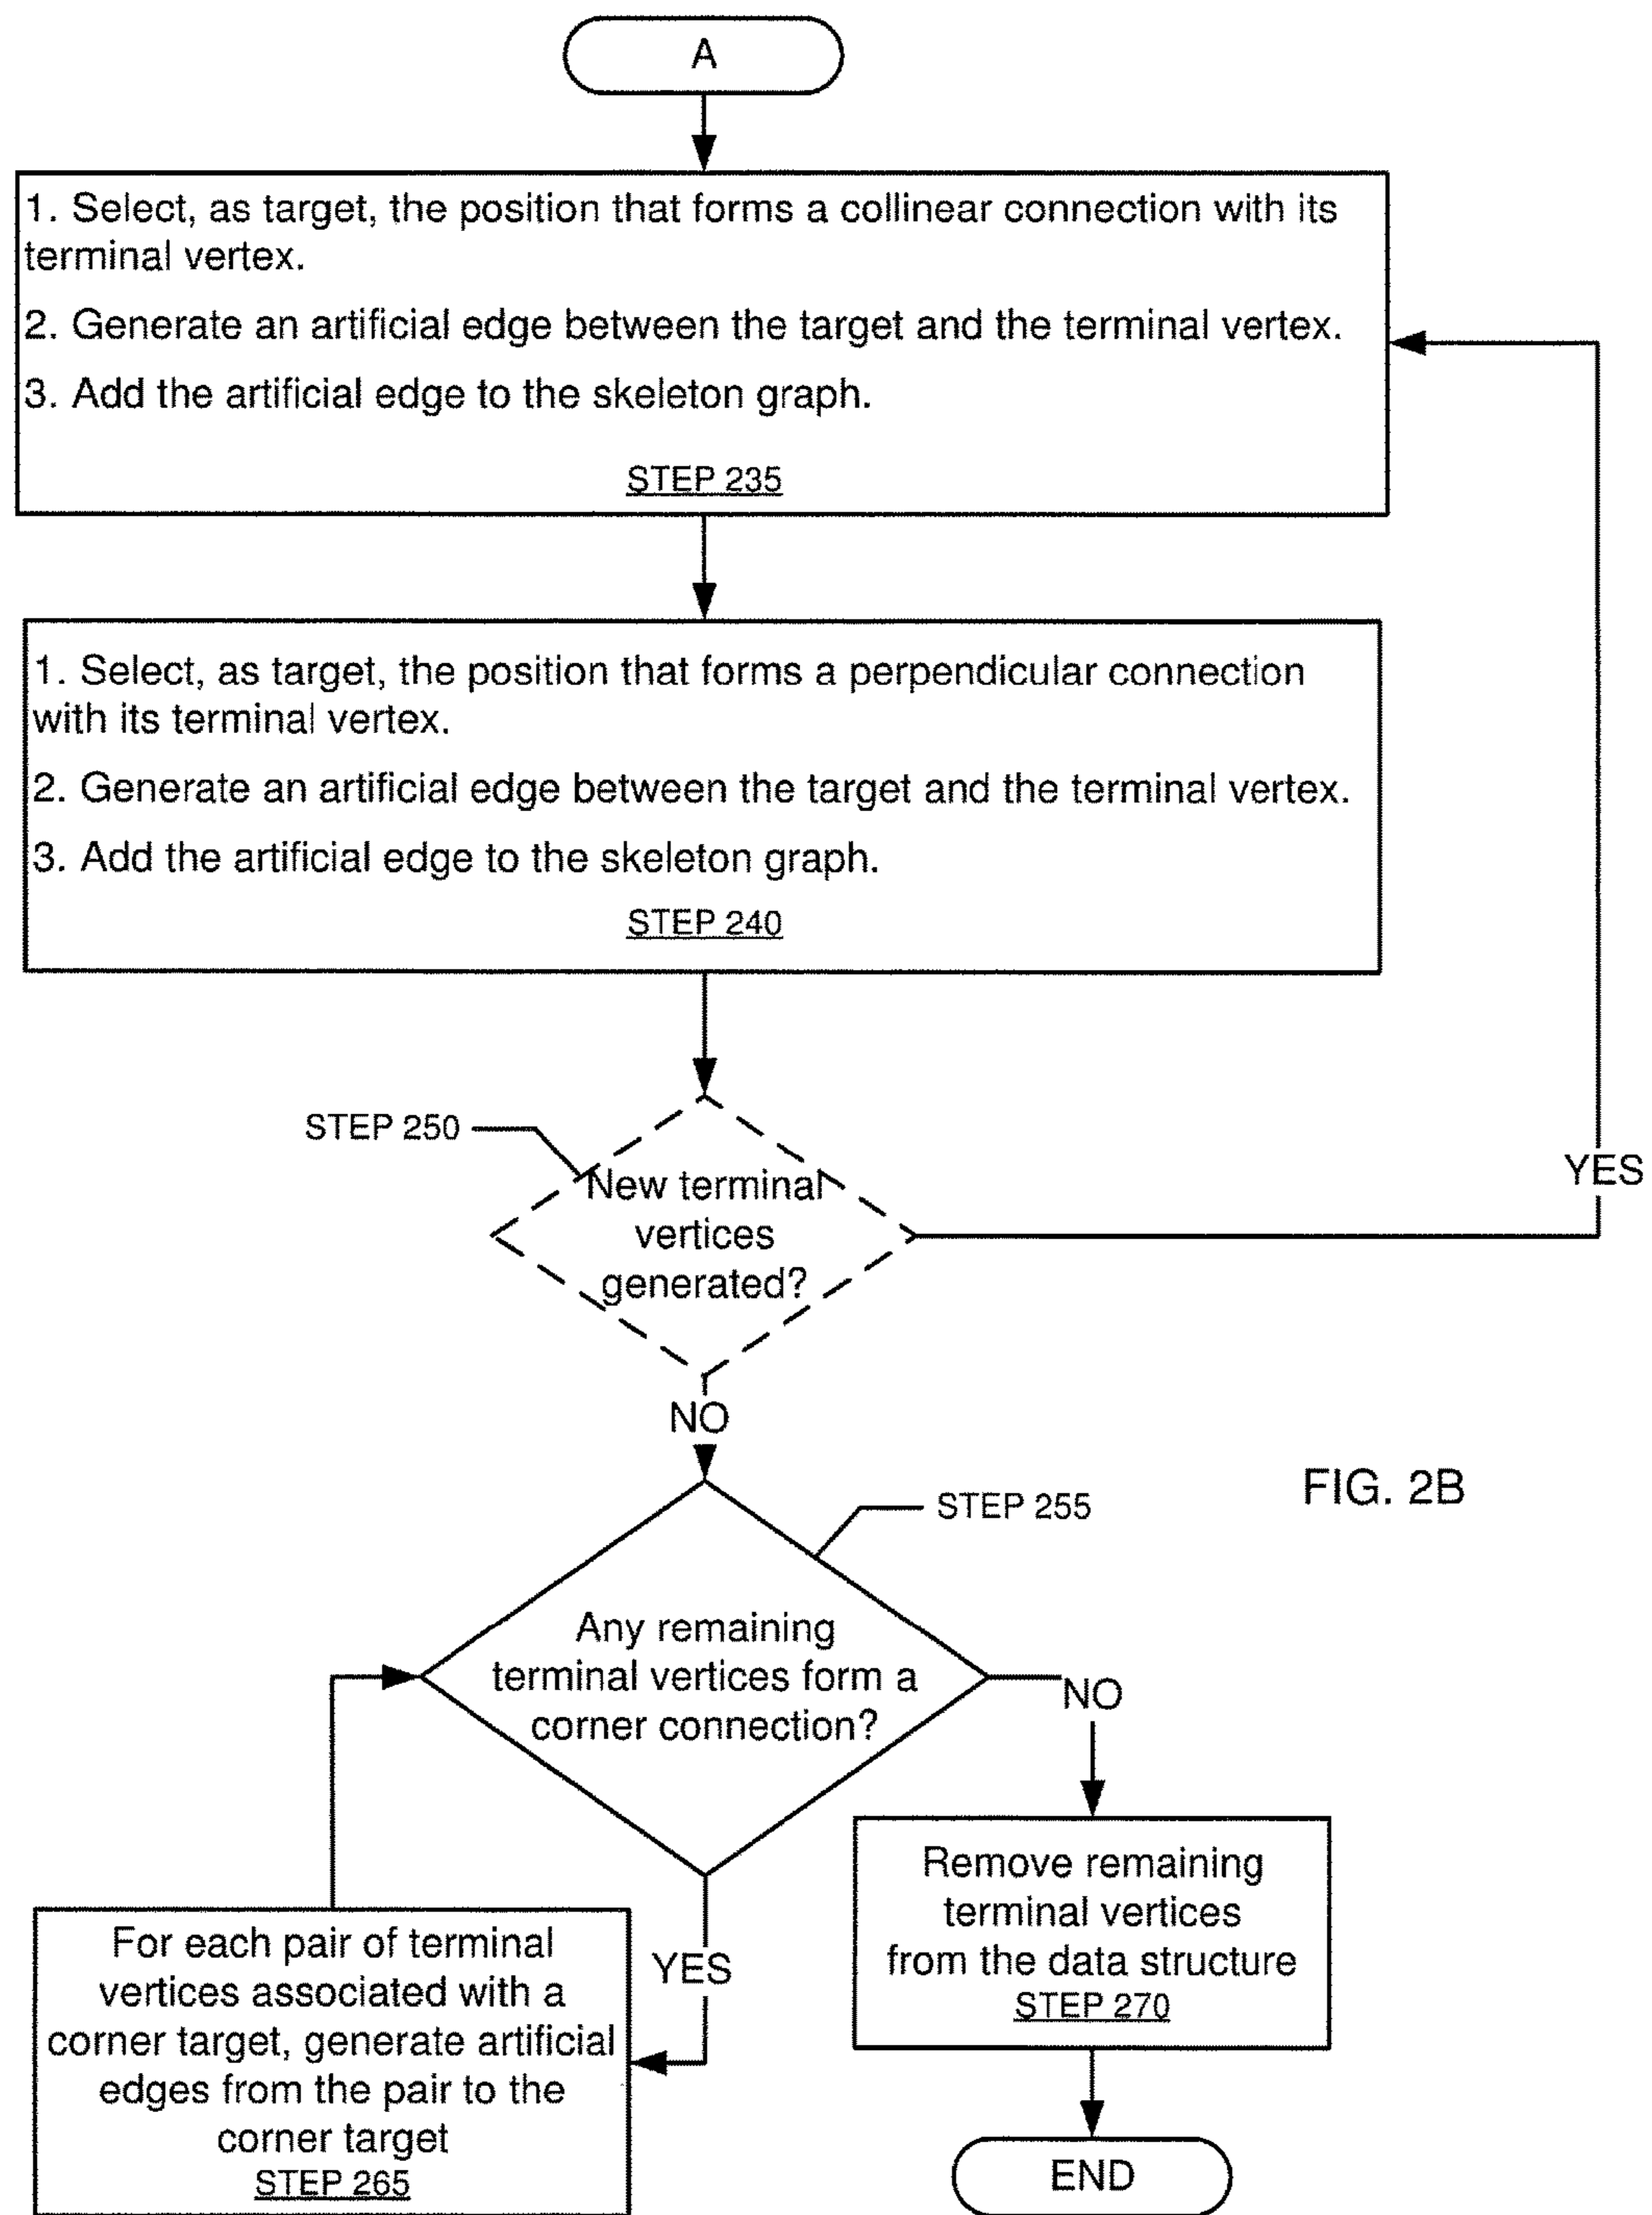 A
1. Select, as target, the position that forms a collinear connection with its
terminal vertex.
2. Generate an artificial edge between the target and the terminal vertex.
3. Add the artificial edge to the skeleton graph.
STEP 235
1. Select, as target, the position that forms a perpendicular connection
with its terminal vertex.
2. Generate an artificial edge between the target and the terminal vertex.
3. Add the artificial edge to the skeleton graph.
STEP 240
STEP 250
New terminal
vertices
generated?
YES
NO
FIG. 2B
STEP 255
Any remaining
terminal vertices form a
corner connection?
NO
YES
For each pair of terminal
vertices associated with a
corner target, generate artificial
edges from the pair to the
corner target
STEP 265
Remove remaining
terminal vertices
from the data structure
STEP 270
END